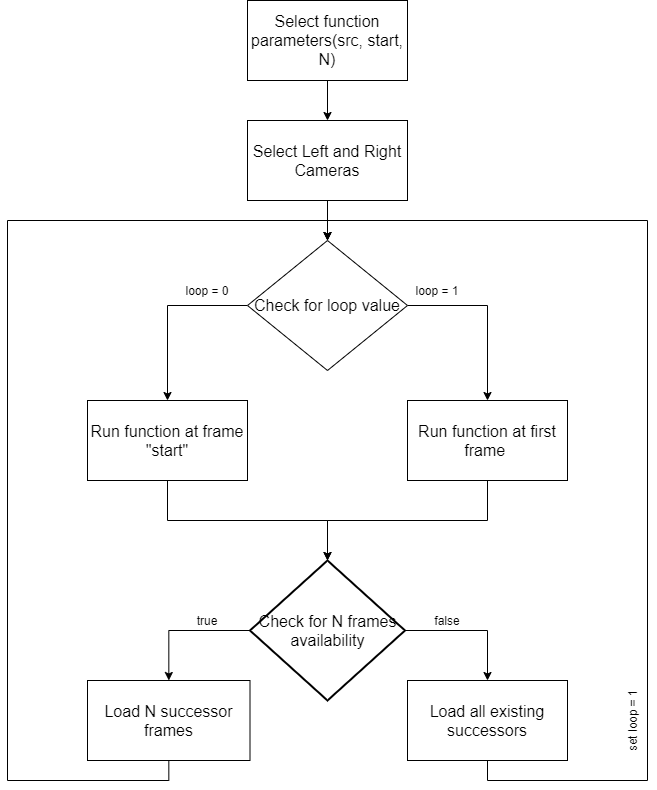 Select function
parameters(src, start,
N)
Select Left and Right
Cameras
loop = 0
loop = 1
Check for loop value
Run function at frame
"start"
Run function at first
frame
Check for N frames
availability
true
false
Load N successor
frames
Load all existing
successors
set loop = 1